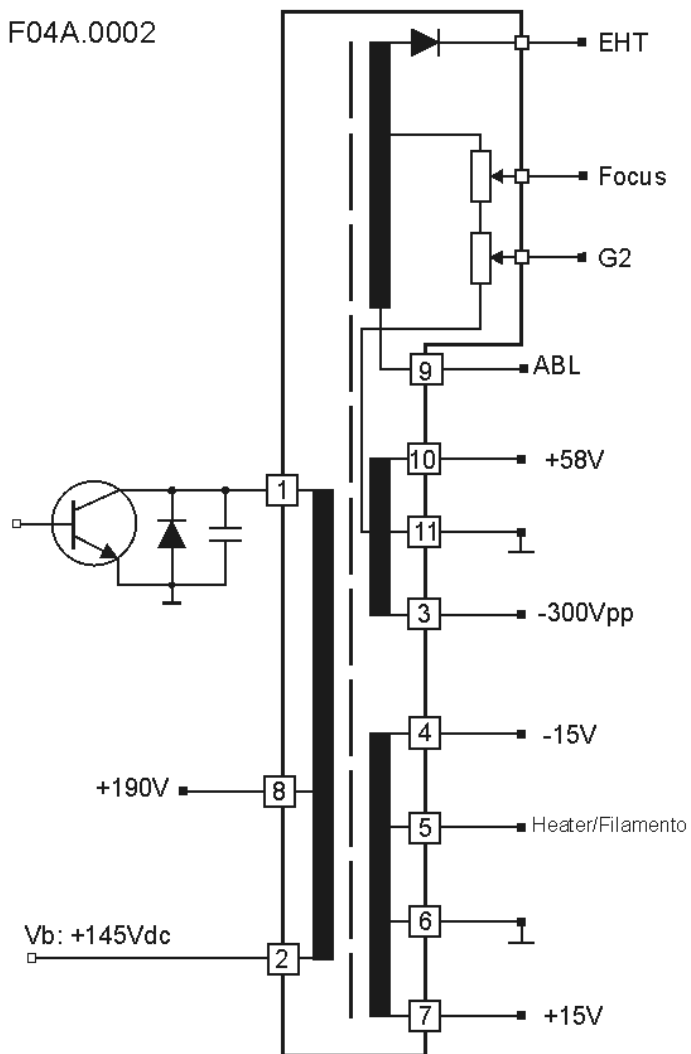 F04A.0002
EHT
Focus
G2
9 ABL
10 +58V
1
11
3 -300Vpp
4 -15V
+190V 8
5 Heater/Filamento
6
Vb: +145Vdc
2
7 +15V